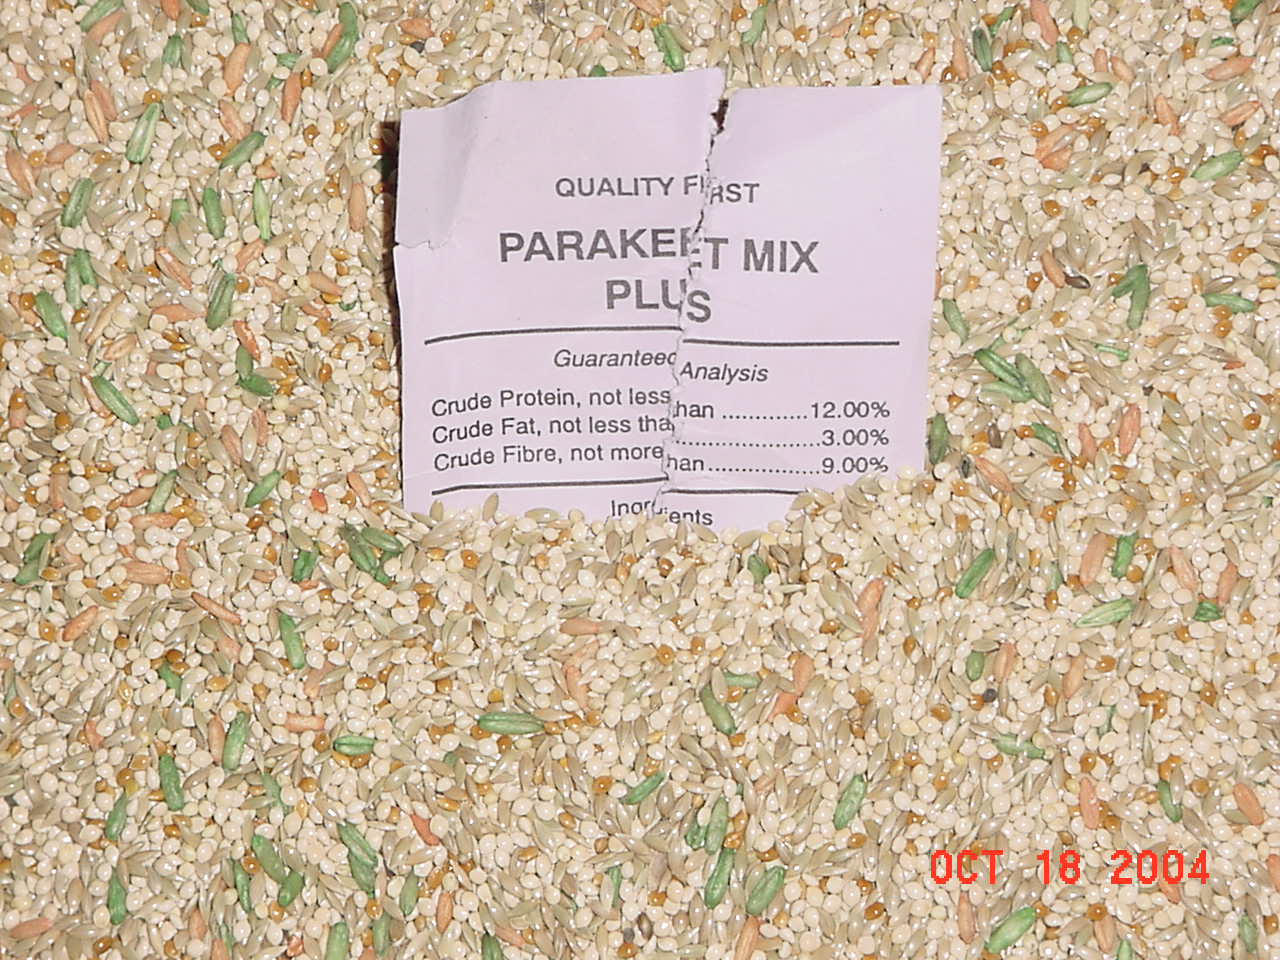 QUALITY FIRST
PARAKEET MIX
PLUS
Guaranteed Analysis
Crude Protein, not less than ............12.00%
Crude Fat, not less than ....................3.00%
Crude Fibre, not more than ................9.00%
Ingredients
OCT 18 2004